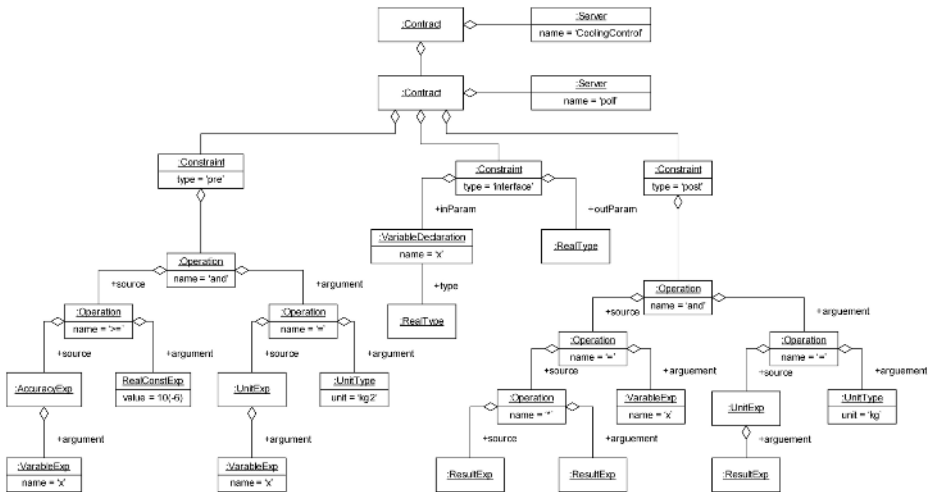 :Contract
:Server
name = 'CoolingControl'
:Contract
:Server
name = 'poll'
:Constraint
type = 'pre'
:Constraint
type = 'interface'
:Constraint
type = 'post'
+inParam
+outParam
:VariableDeclaration
name = 'x'
:RealType
+type
:RealType
:Operation
name = 'and'
+source
+argument
:Operation
name = '>='
:Operation
name = '='
+source
+argument
+source
+argument
:AccuracyExp
RealConstExp
value = 10(-6)
:UnitExp
:UnitType
unit = 'kg2'
+argument
+argument
:VarableExp
name = 'x'
:VarableExp
name = 'x'
:Operation
name = 'and'
+source
+arguement
:Operation
name = '='
:Operation
name = '='
+source
+arguement
+source
+arguement
:Operation
name = '*'
:VarableExp
name = 'x'
:UnitExp
:UnitType
unit = 'kg'
+source
+arguement
+arguement
:ResultExp
:ResultExp
:ResultExp